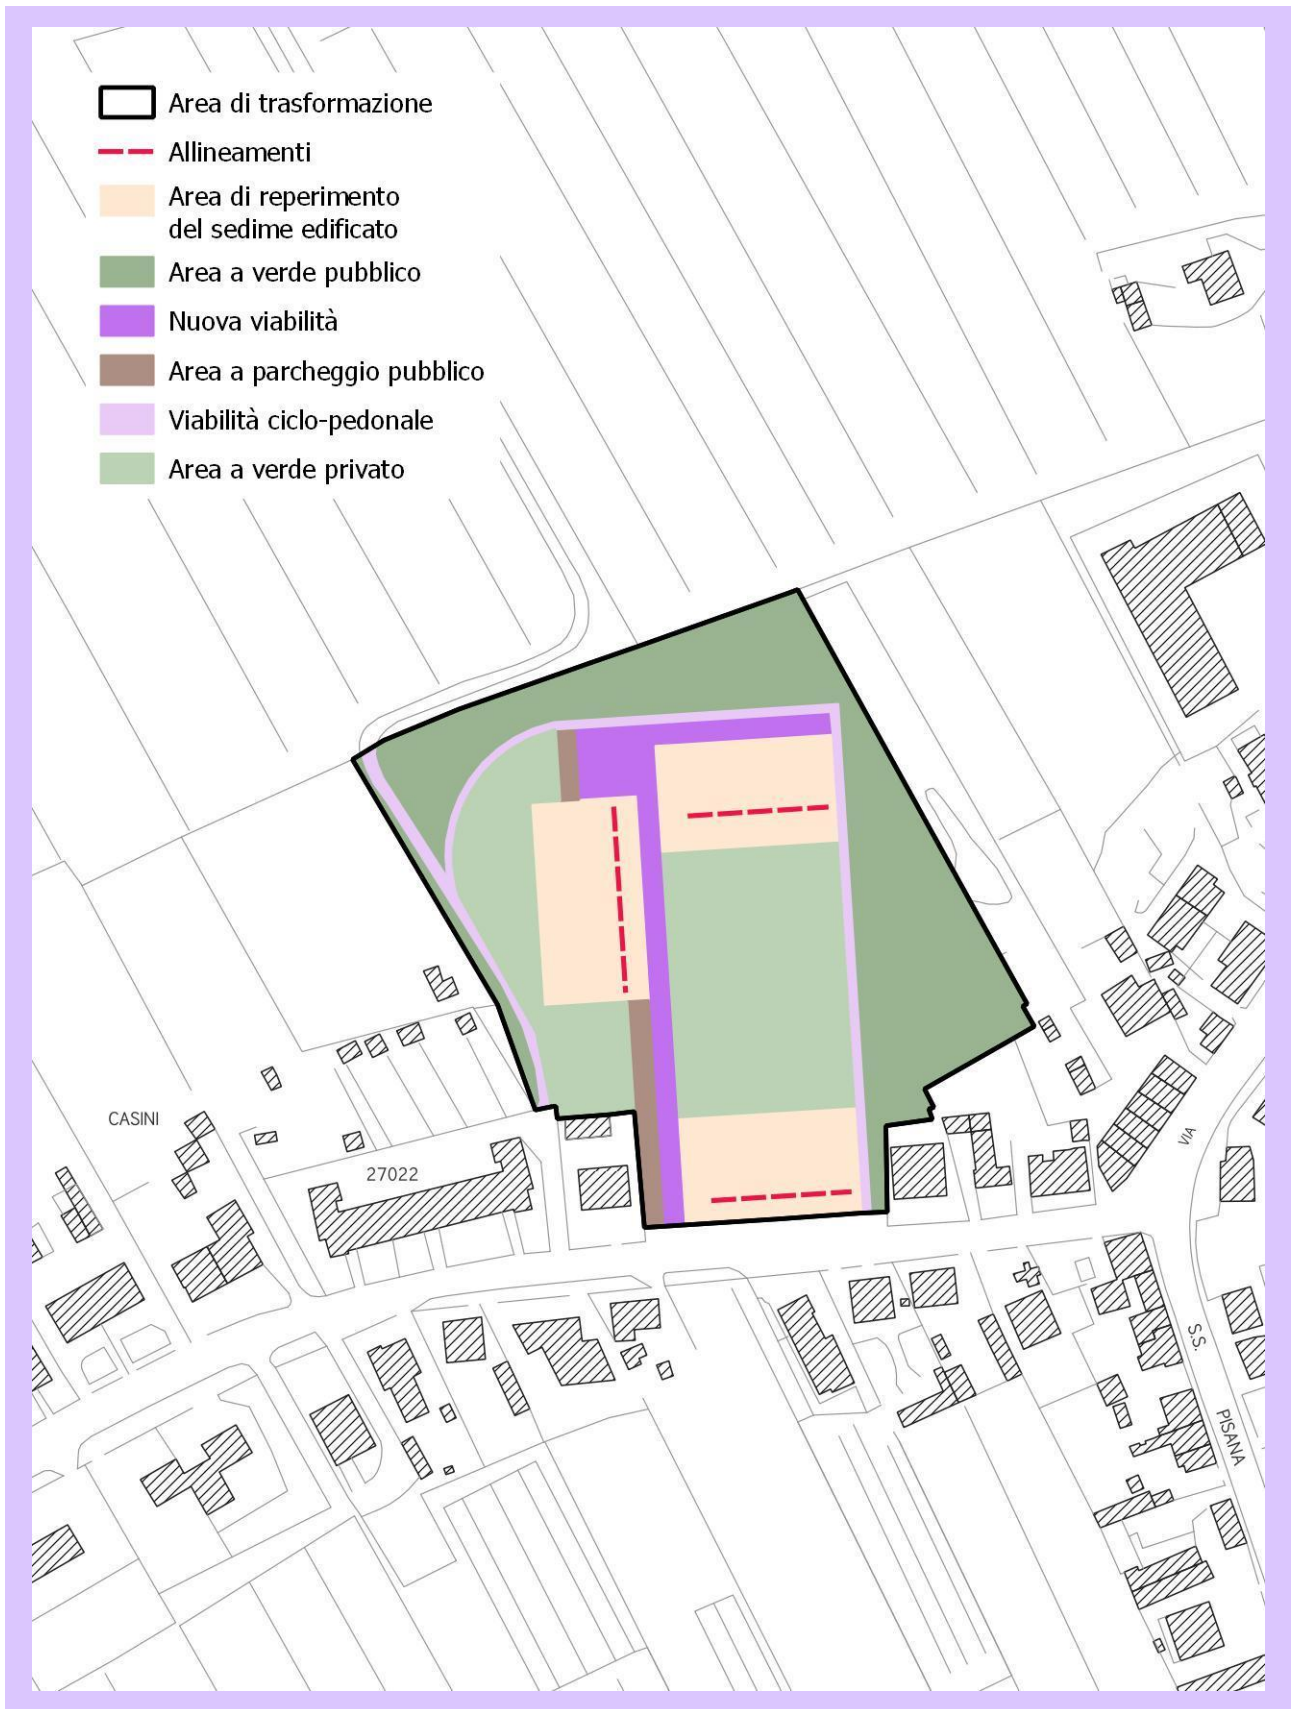 Area di trasformazione
Allineamenti
Area di reperimento
del sedime edificato
Area a verde pubblico
Nuova viabilità
Area a parcheggio pubblico
Viabilità ciclo-pedonale
Area a verde privato
CASINI
27022
VIA
S.S.
PISANA